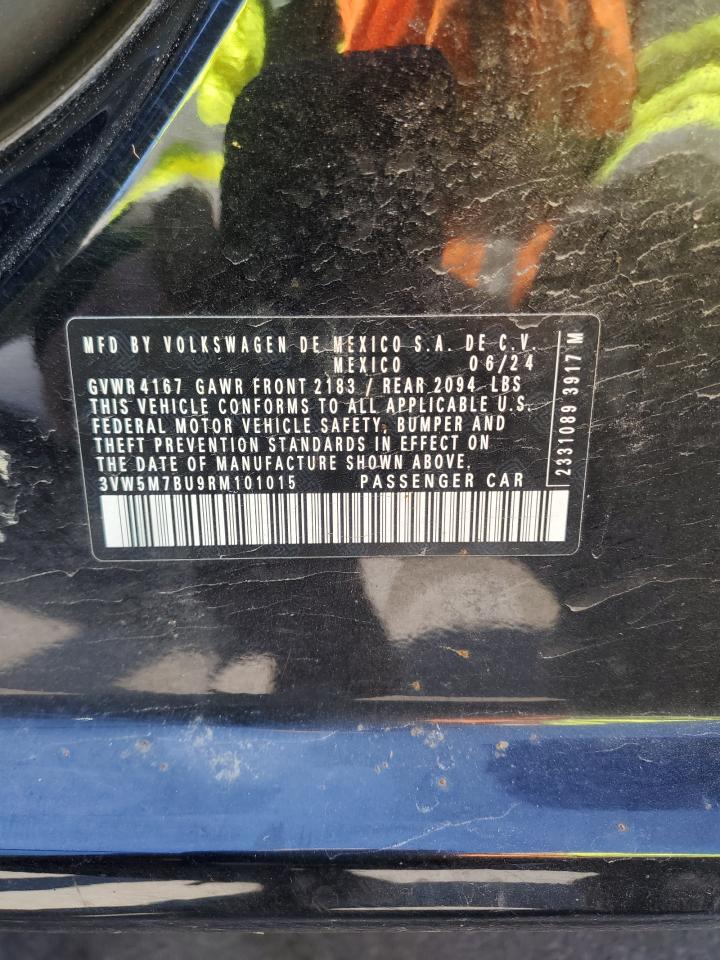 MFD BY VOLKSWAGEN DE MEXICO S.A. DE C.V.
MEXICO 06/24
GVWR 4167 GAWR FRONT 2183 / REAR 2094 LBS
THIS VEHICLE CONFORMS TO ALL APPLICABLE U.S.
FEDERAL MOTOR VEHICLE SAFETY, BUMPER AND
THEFT PREVENTION STANDARDS IN EFFECT ON
THE DATE OF MANUFACTURE SHOWN ABOVE.
3VW5M7BU9RM101015 PASSENGER CAR
2331089 3917 M